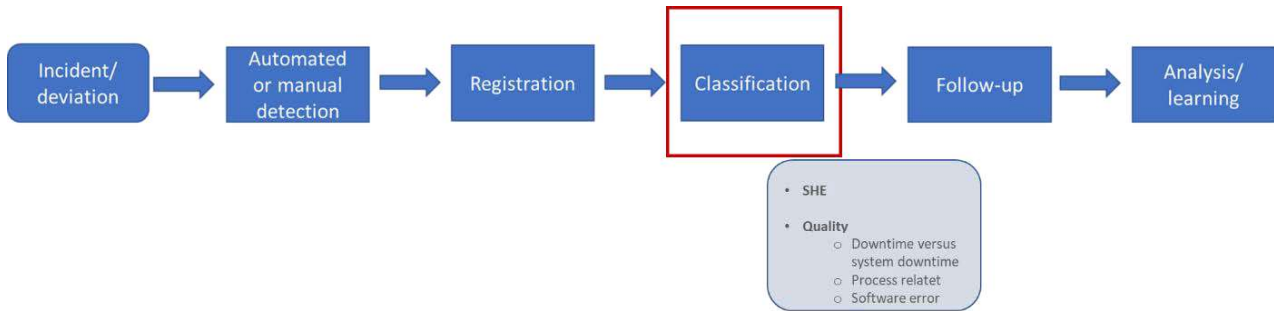 Incident/
deviation
Automated
or manual
detection
Registration
Classification
Follow-up
Analysis/
learning
• SHE
• Quality
o Downtime versus
system downtime
o Process relatet
o Software error